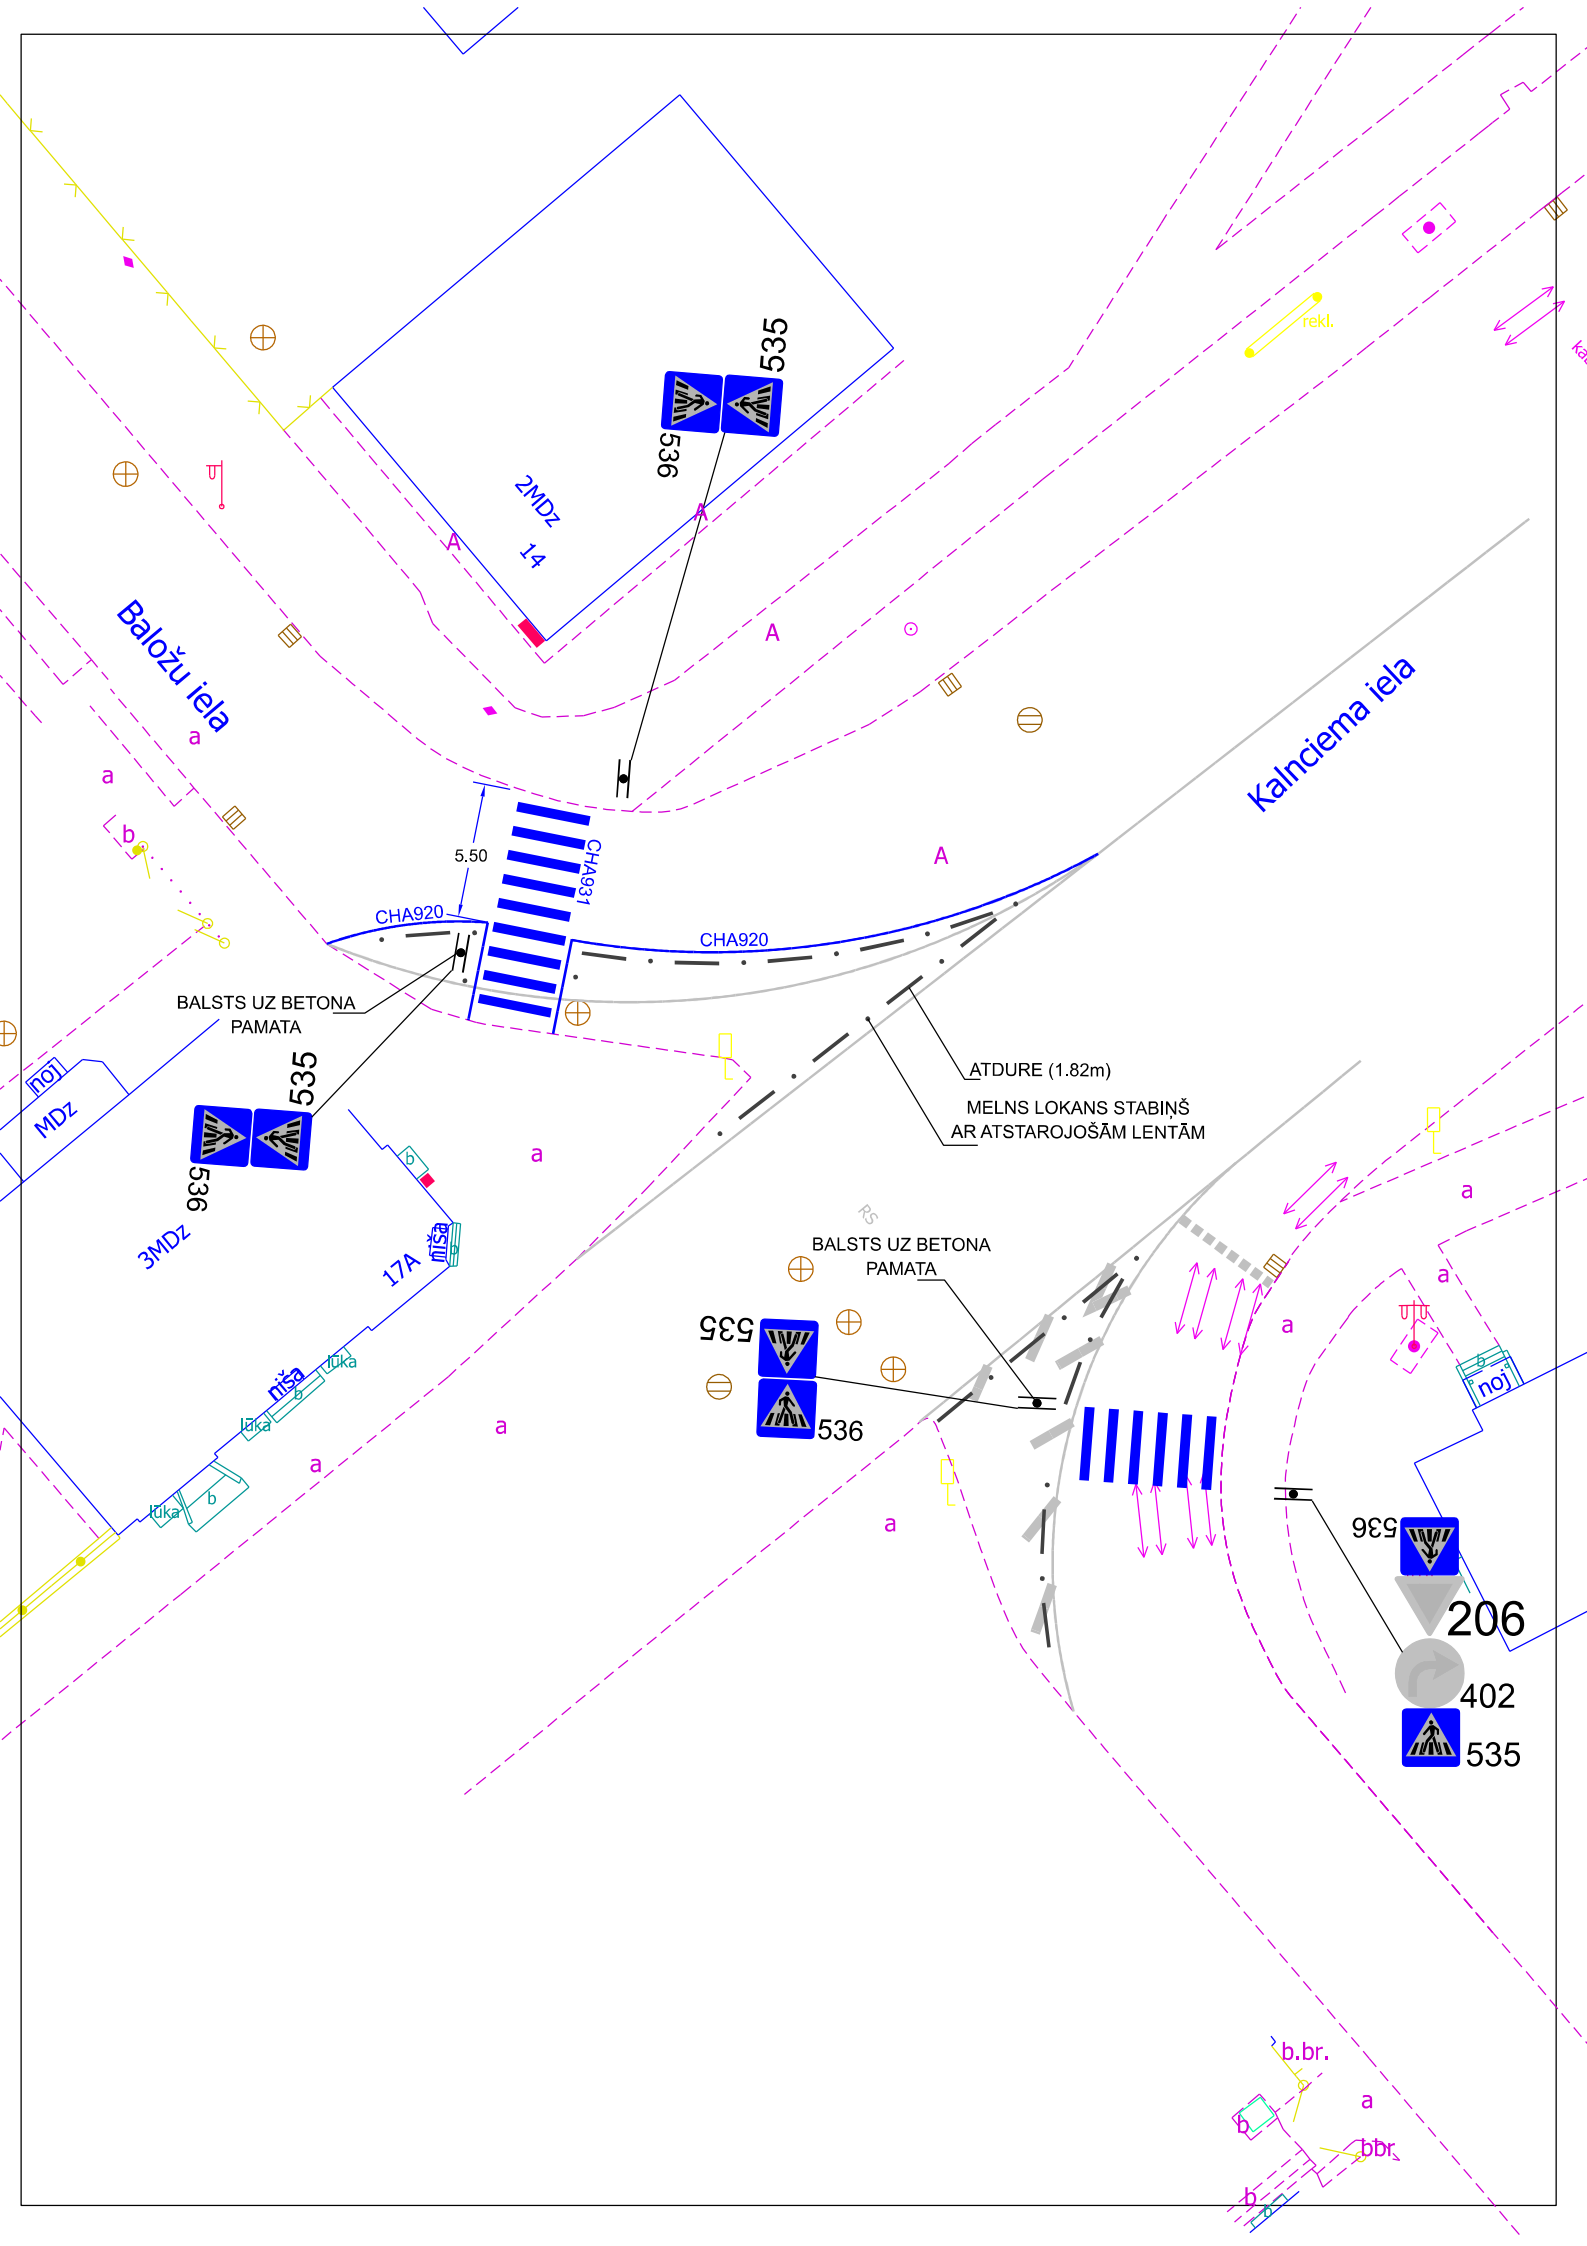 rekl.
535
536
2MDz
14
A
A
A
Baložu iela
Kalnciema iela
a
a
b
5.50
CHA931
A
CHA920
CHA920
BALSTS UZ BETONA
PAMATA
ATDURE (1.82m)
MELNS LOKANS STABIŅŠ
AR ATSTAROJOŠĀM LENTĀM
noj
MDz
535
536
a
b
niša
b
3MDz
17A
RS
BALSTS UZ BETONA
PAMATA
a
a
a
535
536
lūka
niša
b
lūka
a
a
b
lūka
a
b
noj
536
206
402
535
b.br.
a
b
bbr
b
b